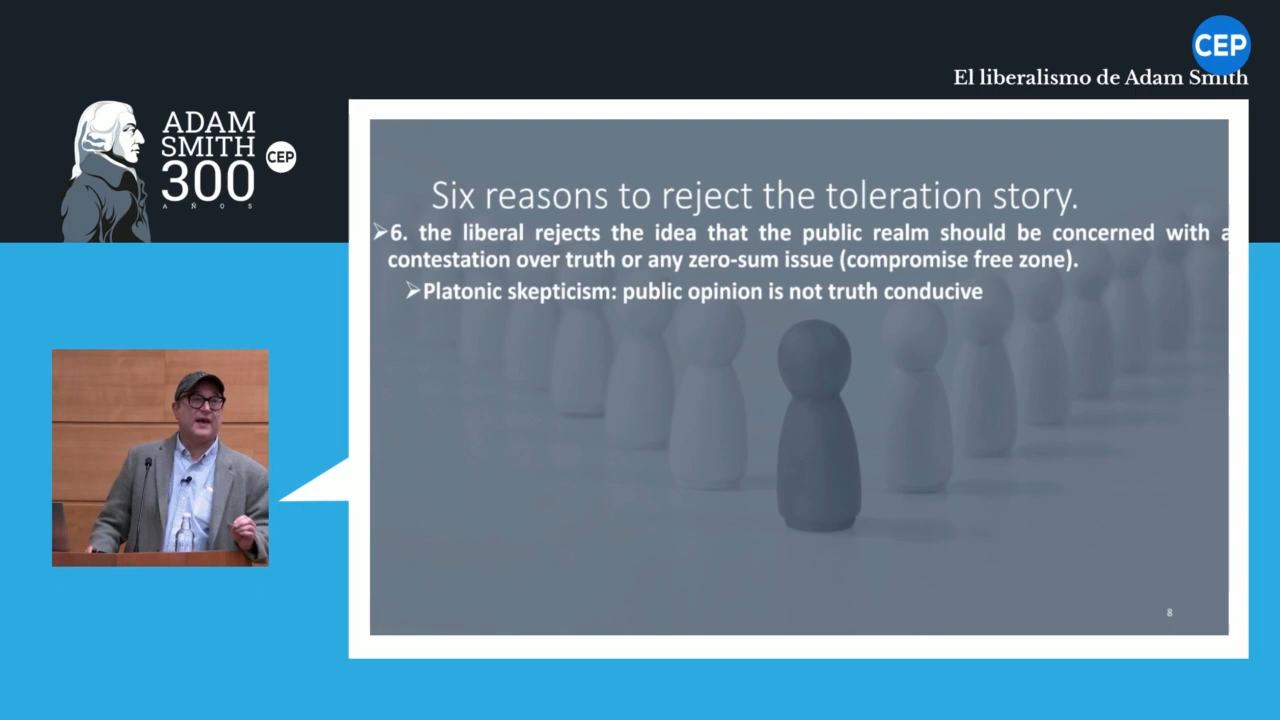 CEP
El liberalismo de Adam Smith
ADAM
SMITH
300
AÑOS
CEP
Six reasons to reject the toleration story.
➢6. the liberal rejects the idea that the public realm should be concerned with a
contestation over truth or any zero-sum issue (compromise free zone).
➢Platonic skepticism: public opinion is not truth conducive
8